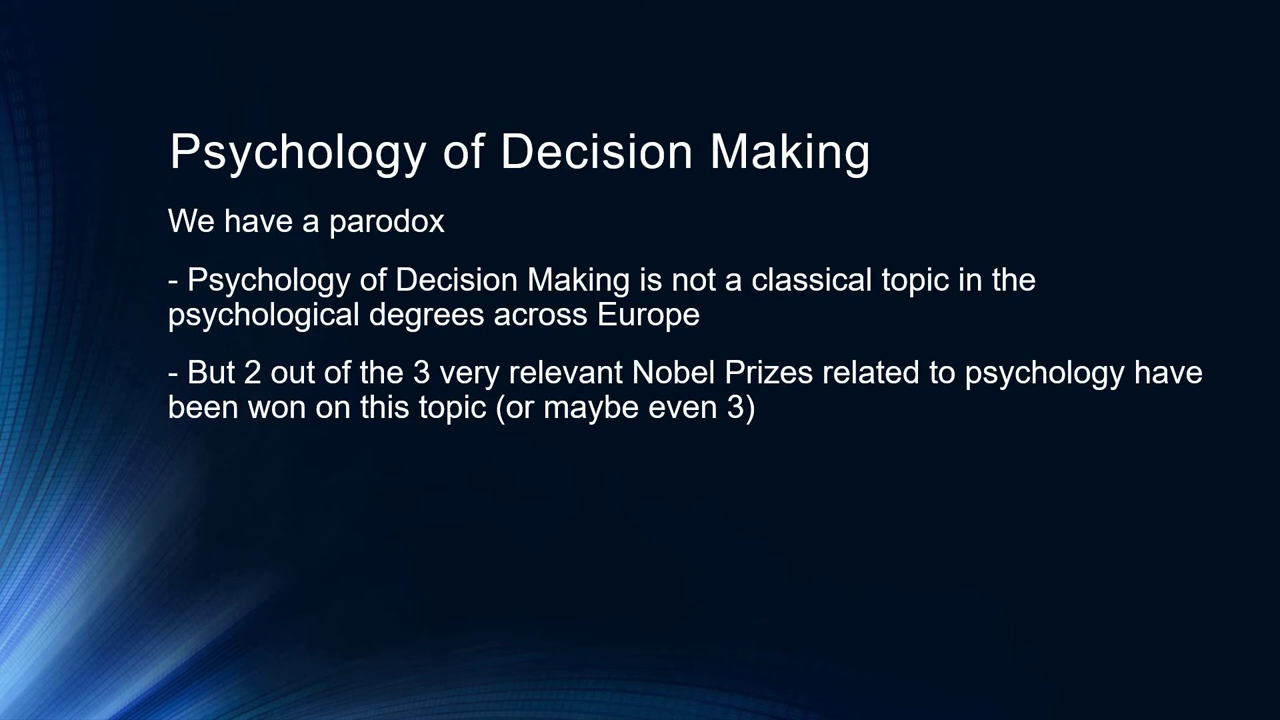 Psychology of Decision Making
We have a parodox
- Psychology of Decision Making is not a classical topic in the
psychological degrees across Europe
- But 2 out of the 3 very relevant Nobel Prizes related to psychology have
been won on this topic (or maybe even 3)